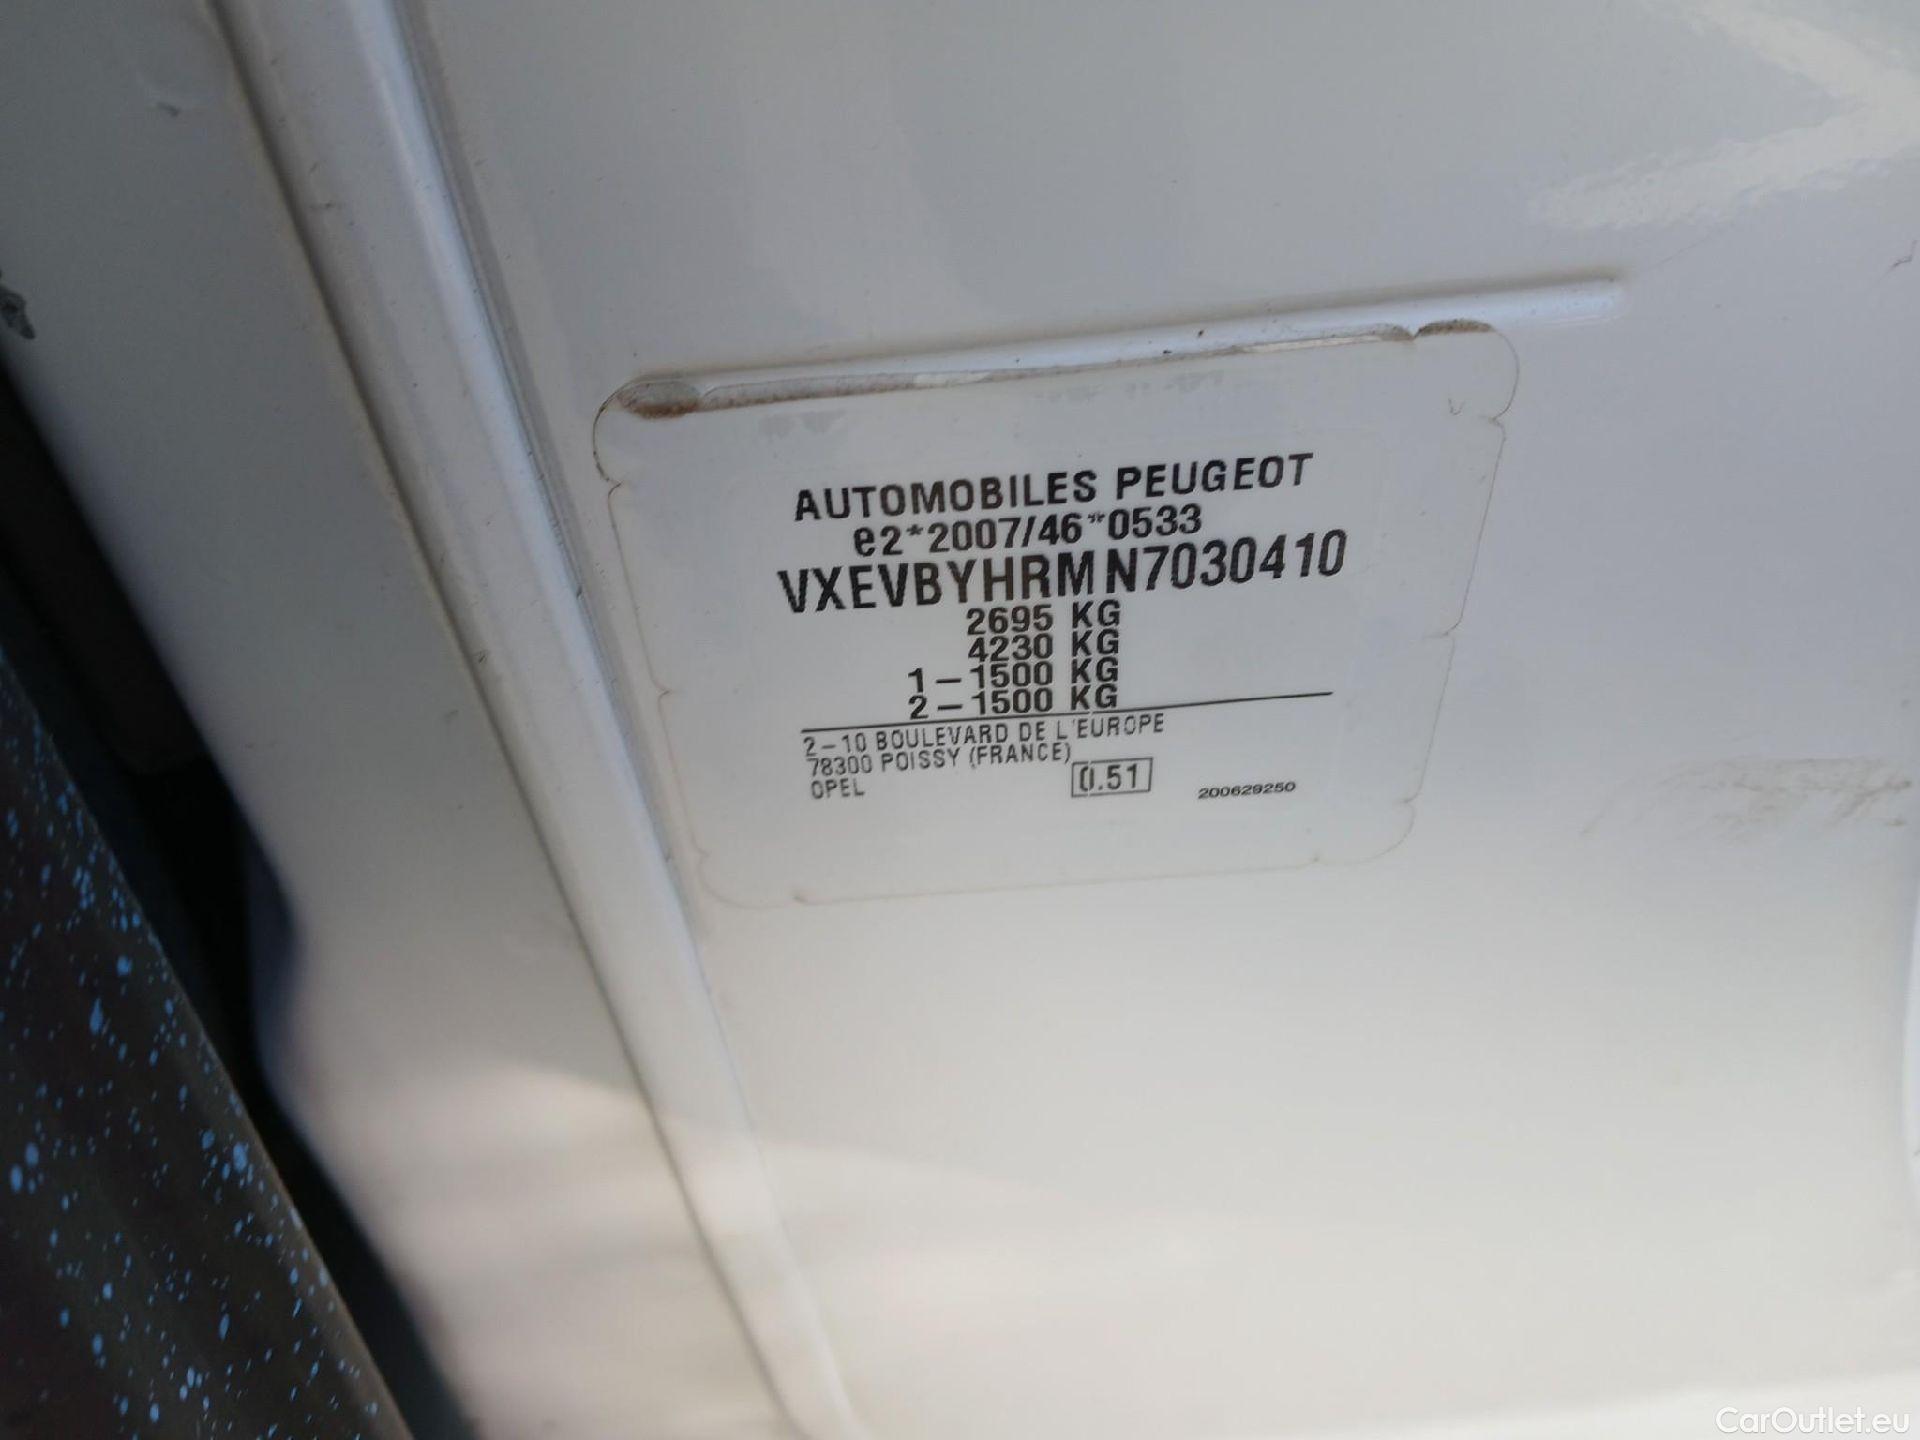 AUTOMOBILES PEUGEOT
e2*2007/46*0533
VXEVBYHRMN7030410
2695 KG
4230 KG
1-1500 KG
2-1500 KG
2-10 BOULEVARD DE L'EUROPE
78300 POISSY (FRANCE)
OPEL 0.51 200629250
CarOutlet.eu